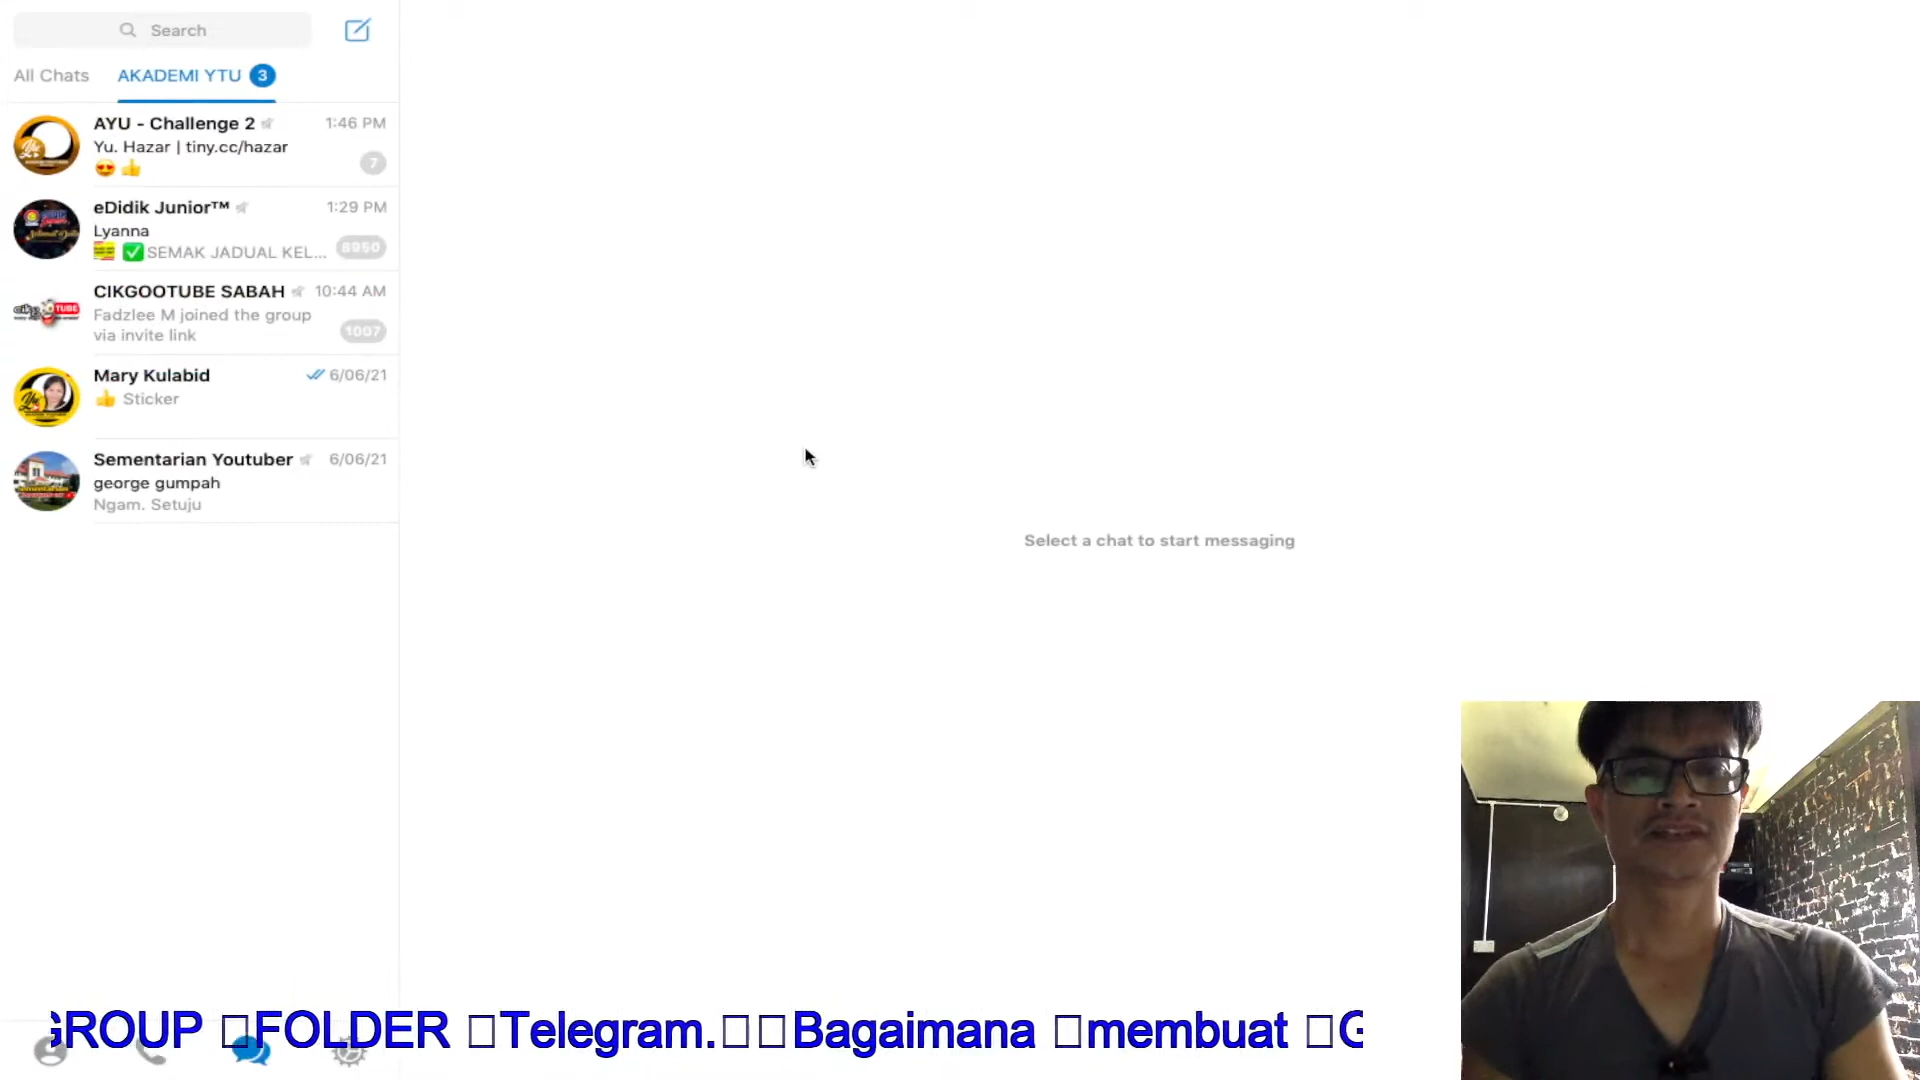 Search
All Chats
AKADEMI YTU 3
AYU - Challenge 2
1:46 PM
Yu. Hazar | tiny.cc/hazar
😍 👍
7
eDidik Junior™
1:29 PM
Lyanna
✅ SEMAK JADUAL KEL...
8950
CIKGOOTUBE SABAH
10:44 AM
Fadzlee M joined the group
via invite link
1007
Mary Kulabid
6/06/21
👍 Sticker
Sementarian Youtuber
6/06/21
george gumpah
Ngam. Setuju
Select a chat to start messaging
GROUP FOLDER Telegram. Bagaimana membuat G